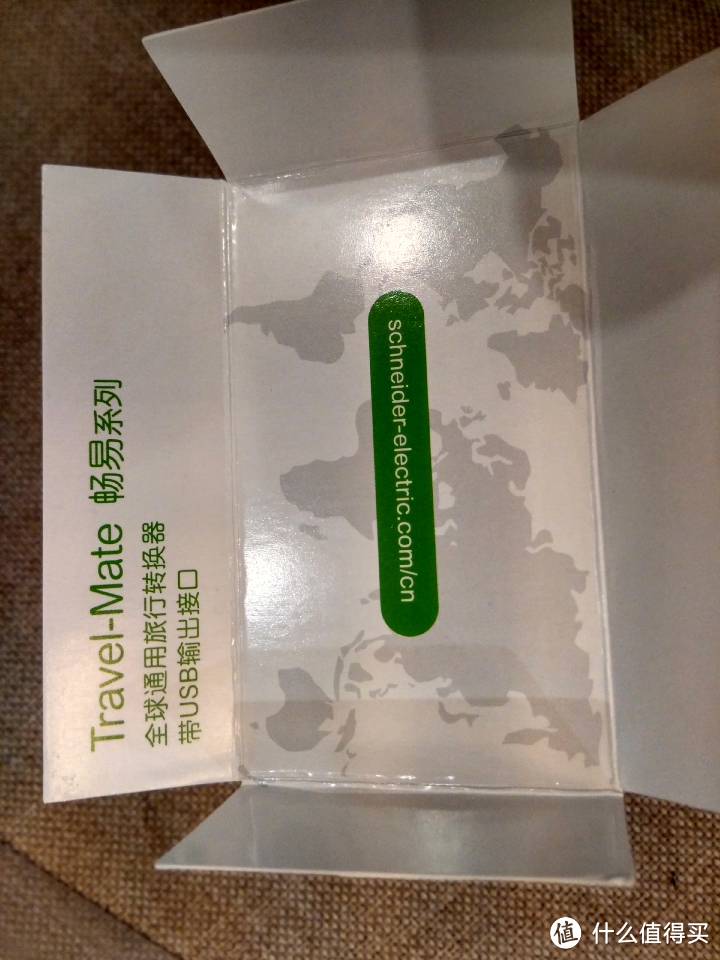 Travel-Mate 畅易系列
全球通用旅行转换器
带USB输出接口
schneider-electric.com/cn
值 什么值得买